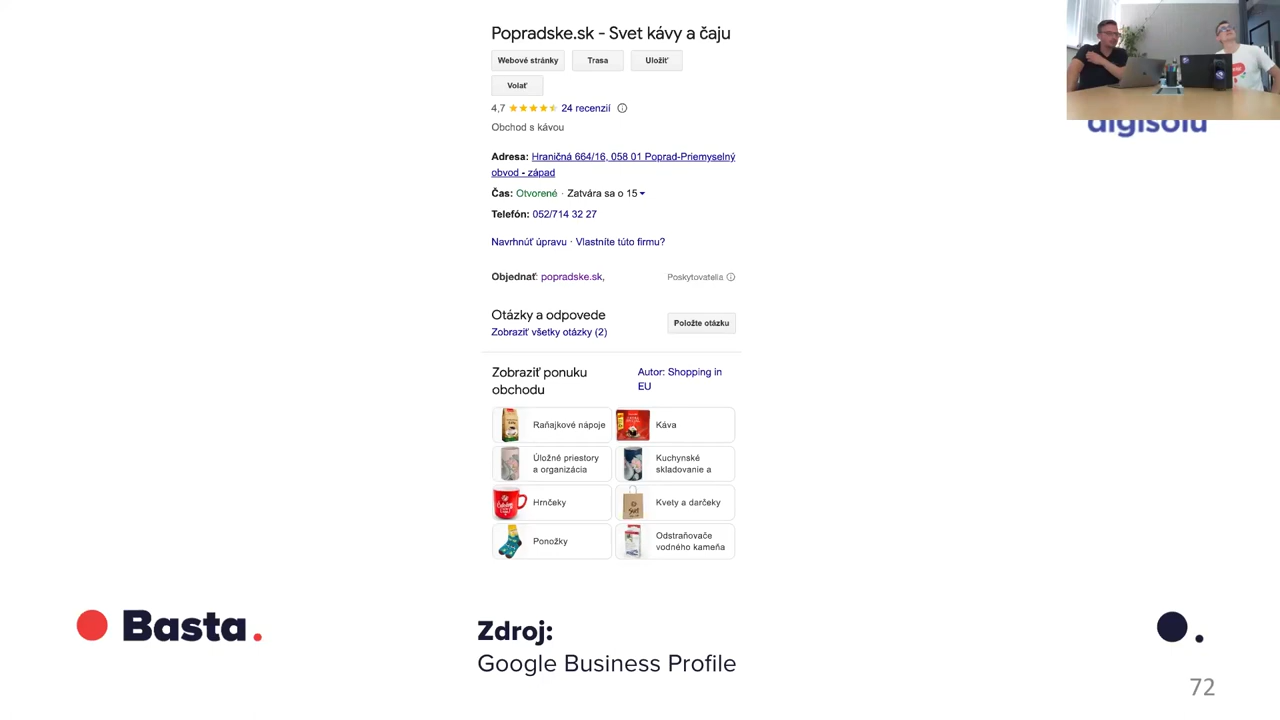 Popradske.sk - Svet kávy a čaju
Webové stránky
Trasa
Uložiť
Volať
4,7 24 recenzií
Obchod s kávou
Adresa: Hraničná 664/16, 058 01 Poprad-Priemyselný
obvod - západ
Čas: Otvorené · Zatvára sa o 15
Telefón: 052/714 32 27
Navrhnúť úpravu · Vlastníte túto firmu?
Objednať: popradske.sk,
Poskytovatelia
Otázky a odpovede
Zobraziť všetky otázky (2)
Položte otázku
Zobraziť ponuku
obchodu
Autor: Shopping in
EU
Raňajkové nápoje
Káva
Úložné priestory
a organizácia
Kuchynské
skladovanie a
Hrnčeky
Kvety a darčeky
Ponožky
Odstraňovače
vodného kameňa
digisolu
Basta.
Zdroj:
Google Business Profile
72